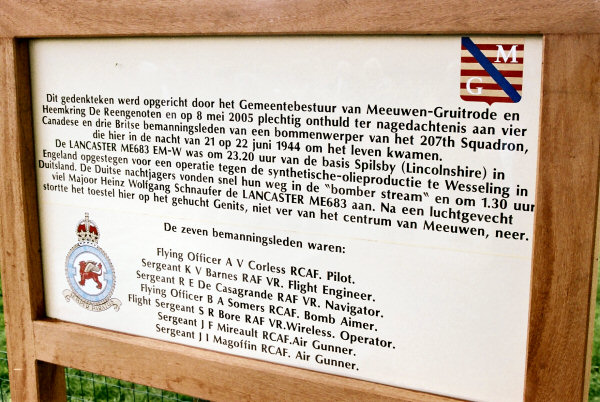 M
G
Dit gedenkteken werd opgericht door het Gemeentebestuur van Meeuwen-Gruitrode en
Heemkring De Reengenoten en op 8 mei 2005 plechtig onthuld ter nagedachtenis aan vier
Canadese en drie Britse bemanningsleden van een bommenwerper van het 207th Squadron,
die hier in de nacht van 21 op 22 juni 1944 om het leven kwamen.
De LANCASTER ME683 EM-W was om 23.20 uur van de basis Spilsby (Lincolnshire) in
Engeland opgestegen voor een operatie tegen de synthetische-olieproductie te Wesseling in
Duitsland. De Duitse nachtjagers vonden snel hun weg in de "bomber stream" en om 1.30 uur
viel Majoor Heinz Wolfgang Schnaufer de LANCASTER ME683 aan. Na een luchtgevecht
stortte het toestel hier op het gehucht Genits, niet ver van het centrum van Meeuwen, neer.
De zeven bemanningsleden waren:
Flying Officer A V Corless RCAF. Pilot.
Sergeant K V Barnes RAF VR. Flight Engineer.
Sergeant R E De Casagrande RAF VR. Navigator.
Flying Officer B A Somers RCAF. Bomb Aimer.
Flight Sergeant S R Bore RAF VR.Wireless. Operator.
Sergeant J F Mireault RCAF.Air Gunner.
Sergeant J I Magoffin RCAF. Air Gunner.